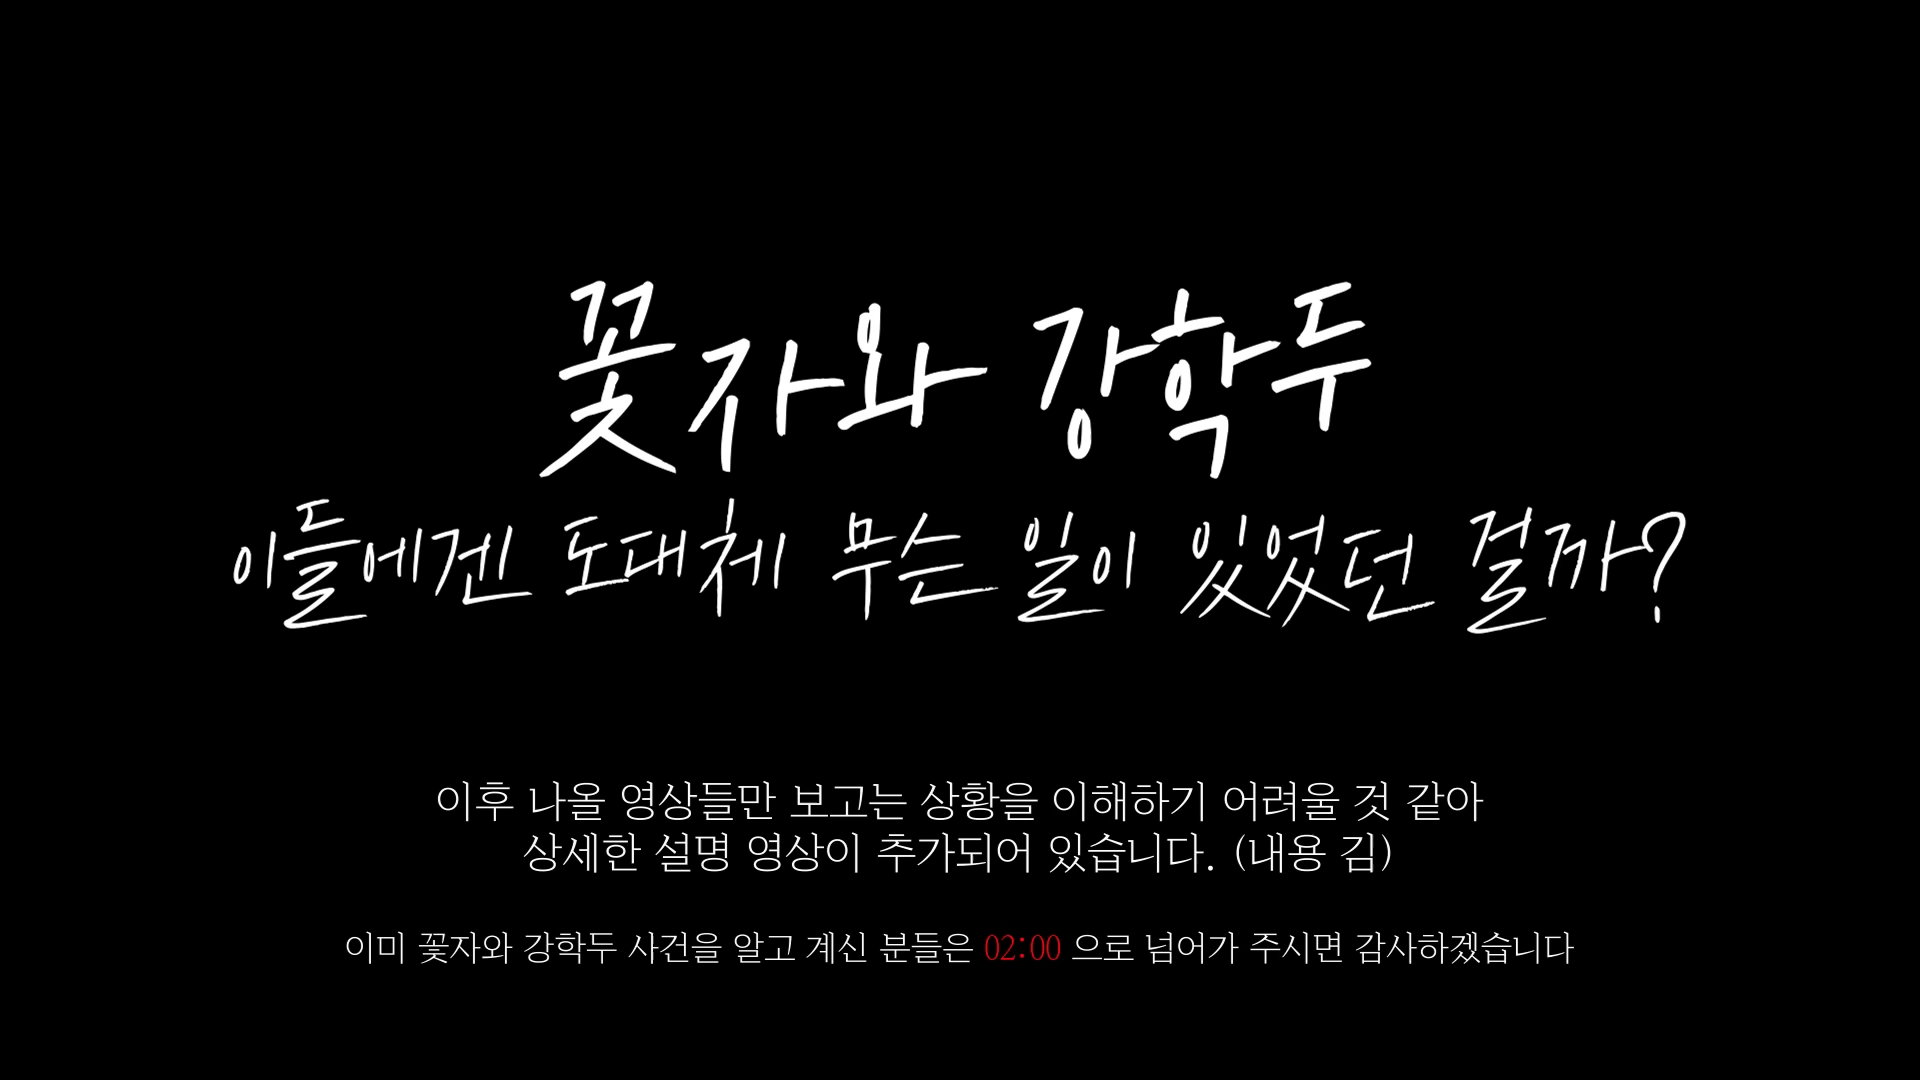 꽃자와 강학두
이들에겐 도대체 무슨 일이 있었던 걸까?
이후 나올 영상들만 보고는 상황을 이해하기 어려울 것 같아
상세한 설명 영상이 추가되어 있습니다. (내용 김)
이미 꽃자와 강학두 사건을 알고 계신 분들은 02:00 으로 넘어가 주시면 감사하겠습니다